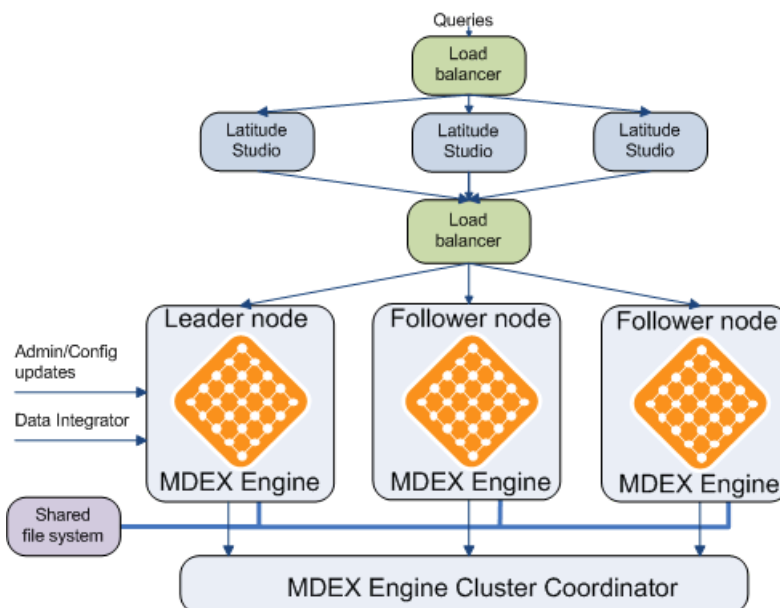 Queries
Load
balancer
Latitude
Studio
Latitude
Studio
Latitude
Studio
Load
balancer
Leader node
Follower node
Follower node
Admin/Config
updates
Data Integrator
MDEX Engine
MDEX Engine
MDEX Engine
Shared
file system
MDEX Engine Cluster Coordinator